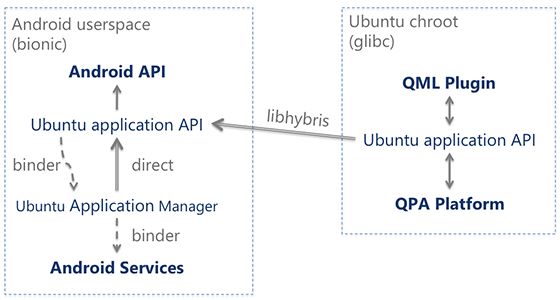 Android userspace
(bionic)
Android API
Ubuntu application API
binder
direct
Ubuntu Application Manager
binder
Android Services
libhybris
Ubuntu chroot
(glibc)
QML Plugin
Ubuntu application API
QPA Platform